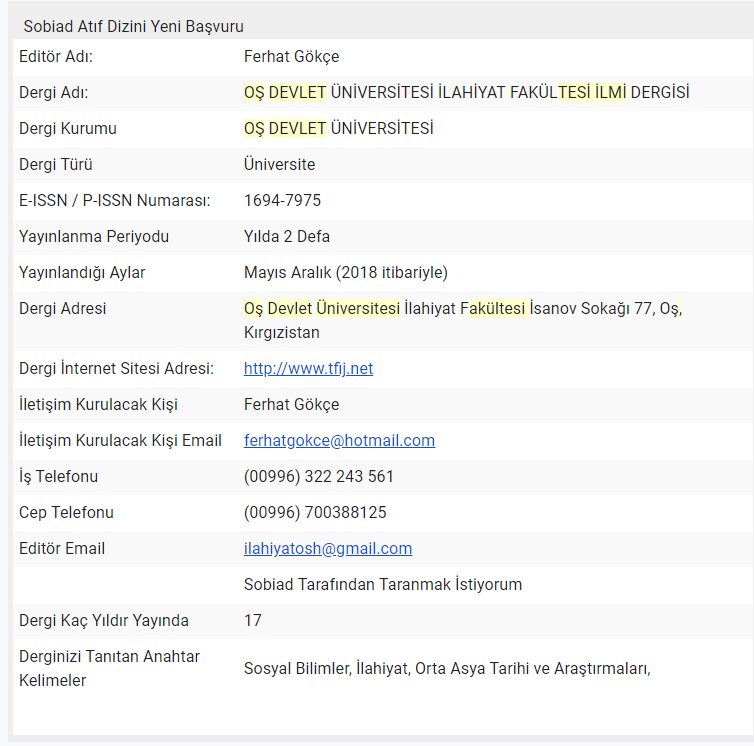 Sobiad Atıf Dizini Yeni Başvuru
Editör Adı: Ferhat Gökçe
Dergi Adı: OŞ DEVLET ÜNİVERSİTESİ İLAHİYAT FAKÜLTESİ İLMİ DERGİSİ
Dergi Kurumu OŞ DEVLET ÜNİVERSİTESİ
Dergi Türü Üniversite
E-ISSN / P-ISSN Numarası: 1694-7975
Yayınlanma Periyodu Yılda 2 Defa
Yayınlandığı Aylar Mayıs Aralık (2018 itibariyle)
Dergi Adresi Oş Devlet Üniversitesi İlahiyat Fakültesi İsanov Sokağı 77, Oş,
Kırgızistan
Dergi İnternet Sitesi Adresi: http://www.tfij.net
İletişim Kurulacak Kişi Ferhat Gökçe
İletişim Kurulacak Kişi Email ferhatgokce@hotmail.com
İş Telefonu (00996) 322 243 561
Cep Telefonu (00996) 700388125
Editör Email ilahiyatosh@gmail.com
Sobiad Tarafından Taranmak İstiyorum
Dergi Kaç Yıldır Yayında 17
Derginizi Tanıtan Anahtar
Kelimeler
Sosyal Bilimler, İlahiyat, Orta Asya Tarihi ve Araştırmaları,